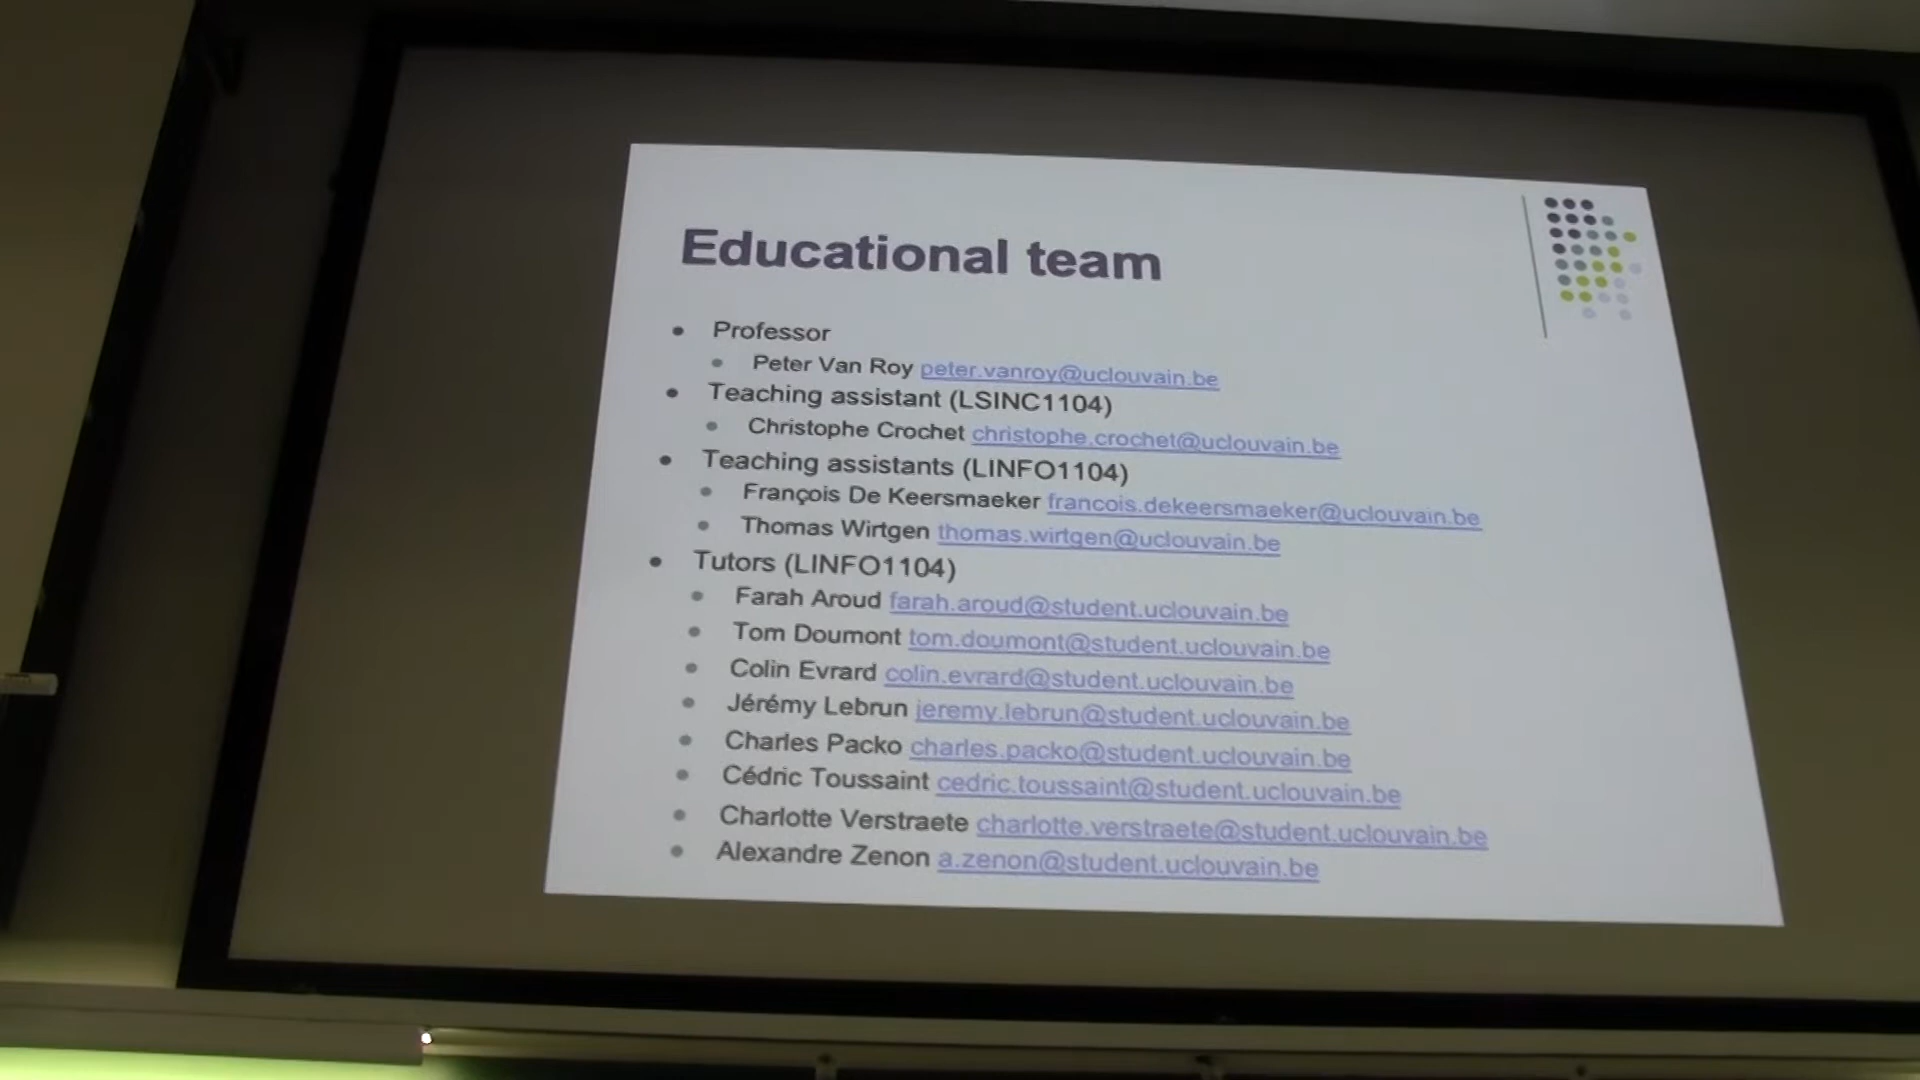 Educational team
Professor
Peter Van Roy peter.vanroy@uclouvain.be
Teaching assistant (LSINC1104)
Christophe Crochet christophe.crochet@uclouvain.be
Teaching assistants (LINFO1104)
François De Keersmaeker francois.dekeersmaeker@uclouvain.be
Thomas Wirtgen thomas.wirtgen@uclouvain.be
Tutors (LINFO1104)
Farah Aroud farah.aroud@student.uclouvain.be
Tom Doumont tom.doumont@student.uclouvain.be
Colin Evrard colin.evrard@student.uclouvain.be
Jérémy Lebrun jeremy.lebrun@student.uclouvain.be
Charles Packo charles.packo@student.uclouvain.be
Cédric Toussaint cedric.toussaint@student.uclouvain.be
Charlotte Verstraete charlotte.verstraete@student.uclouvain.be
Alexandre Zenon a.zenon@student.uclouvain.be